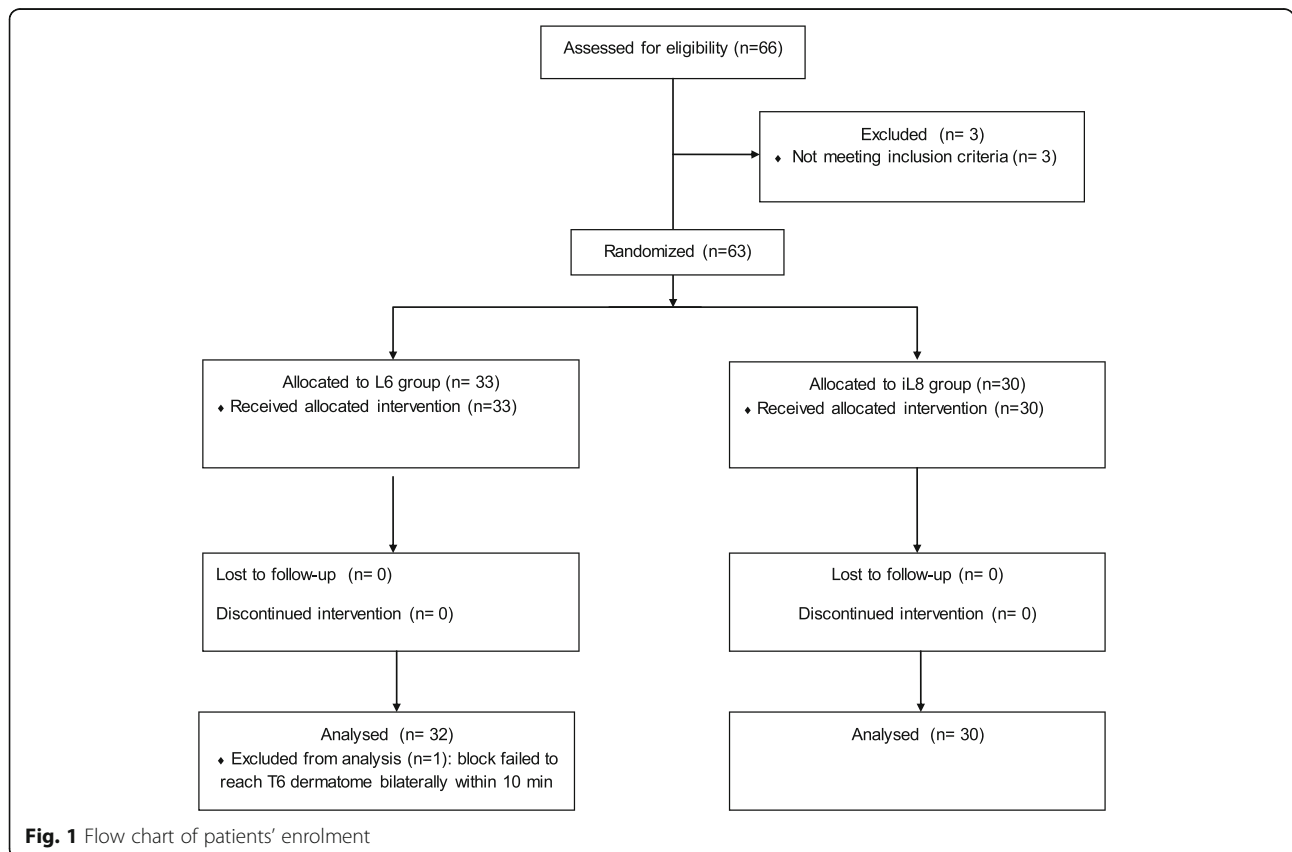 Assessed for eligibility (n=66)
Excluded (n= 3)
♦ Not meeting inclusion criteria (n= 3)
Randomized (n=63)
Allocated to L6 group (n= 33)
♦ Received allocated intervention (n=33)
Allocated to iL8 group (n=30)
♦ Received allocated intervention (n=30)
Lost to follow-up (n= 0)
Discontinued intervention (n= 0)
Lost to follow-up (n= 0)
Discontinued intervention (n= 0)
Analysed (n= 32)
♦ Excluded from analysis (n=1): block failed to
reach T6 dermatome bilaterally within 10 min
Analysed (n= 30)
Fig. 1 Flow chart of patients’ enrolment